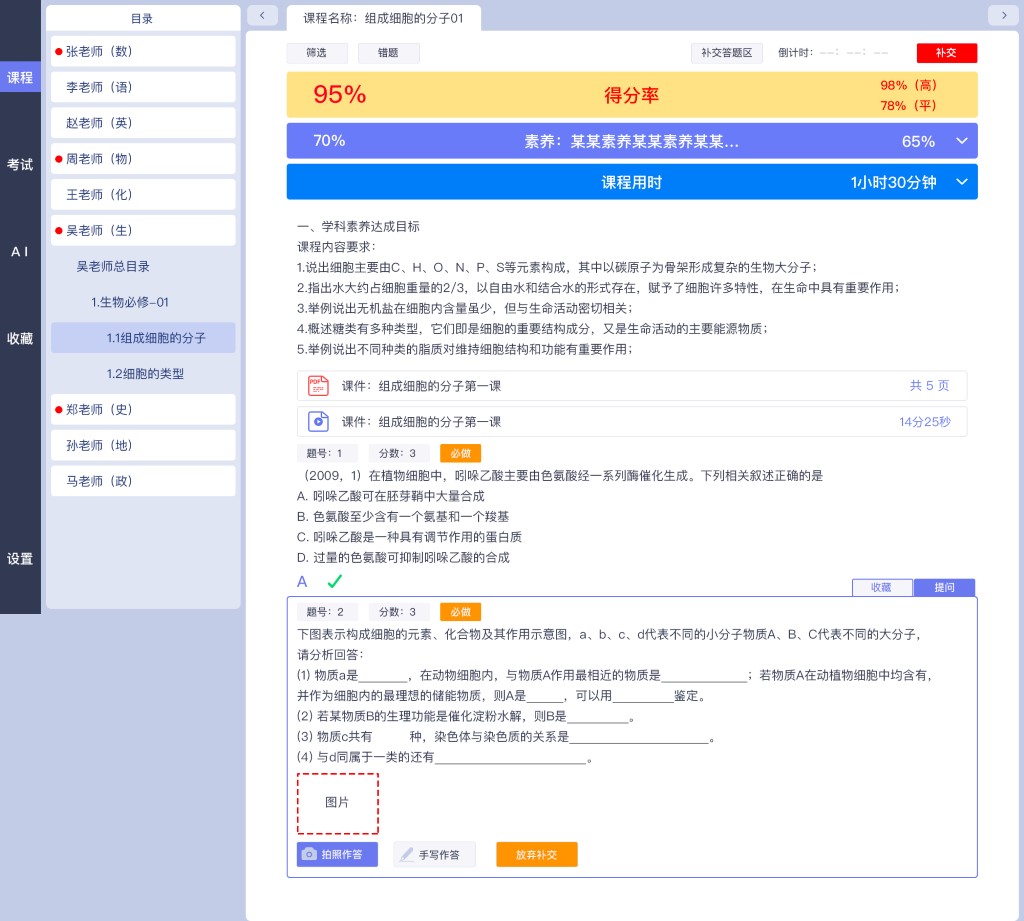 目录
课程
考试
A I
收藏
设置
张老师（数）
李老师（语）
赵老师（英）
周老师（物）
王老师（化）
吴老师（生）
吴老师总目录
1.生物必修-01
1.1组成细胞的分子
1.2细胞的类型
郑老师（史）
孙老师（地）
马老师（政）
课程名称：组成细胞的分子01
筛选 错题 补交答题区 倒计时：--：--：-- 补交
95% 得分率 98%（高）
78%（平）
70% 素养：某某素养某某素养某某... 65%
课程用时 1小时30分钟
一、学科素养达成目标
课程内容要求：
1.说出细胞主要由C、H、O、N、P、S等元素构成，其中以碳原子为骨架形成复杂的生物大分子；
2.指出水大约占细胞重量的2/3，以自由水和结合水的形式存在，赋予了细胞许多特性，在生命中具有重要作用；
3.举例说出无机盐在细胞内含量虽少，但与生命活动密切相关；
4.概述糖类有多种类型，它们即是细胞的重要结构成分，又是生命活动的主要能源物质；
5.举例说出不同种类的脂质对维持细胞结构和功能有重要作用；
PDF 课件：组成细胞的分子第一课 共 5 页
课件：组成细胞的分子第一课 14分25秒
题号：1 分数：3 必做
（2009，1）在植物细胞中，吲哚乙酸主要由色氨酸经一系列酶催化生成。下列相关叙述正确的是
A. 吲哚乙酸可在胚芽鞘中大量合成
B. 色氨酸至少含有一个氨基和一个羧基
C. 吲哚乙酸是一种具有调节作用的蛋白质
D. 过量的色氨酸可抑制吲哚乙酸的合成
A
收藏 提问
题号：2 分数：3 必做
下图表示构成细胞的元素、化合物及其作用示意图，a、b、c、d代表不同的小分子物质A、B、C代表不同的大分子，
请分析回答：
(1) 物质a是________，在动物细胞内，与物质A作用最相近的物质是______________；若物质A在动植物细胞中均含有，
并作为细胞内的最理想的储能物质，则A是______，可以用__________鉴定。
(2) 若某物质B的生理功能是催化淀粉水解，则B是__________。
(3) 物质c共有　　　种，染色体与染色质的关系是_______________________。
(4) 与d同属于一类的还有_________________________。
图片
拍照作答 手写作答 放弃补交